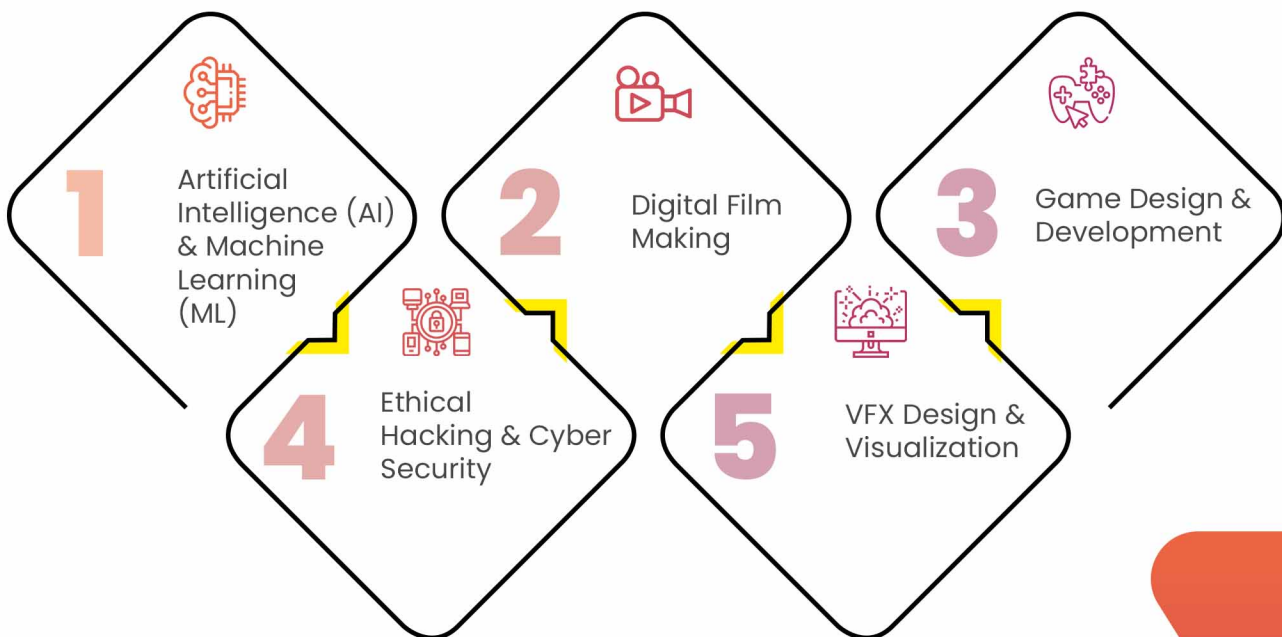 1
Artificial
Intelligence (AI)
& Machine
Learning
(ML)
2
Digital Film
Making
3
Game Design &
Development
4
Ethical
Hacking & Cyber
Security
5
VFX Design &
Visualization